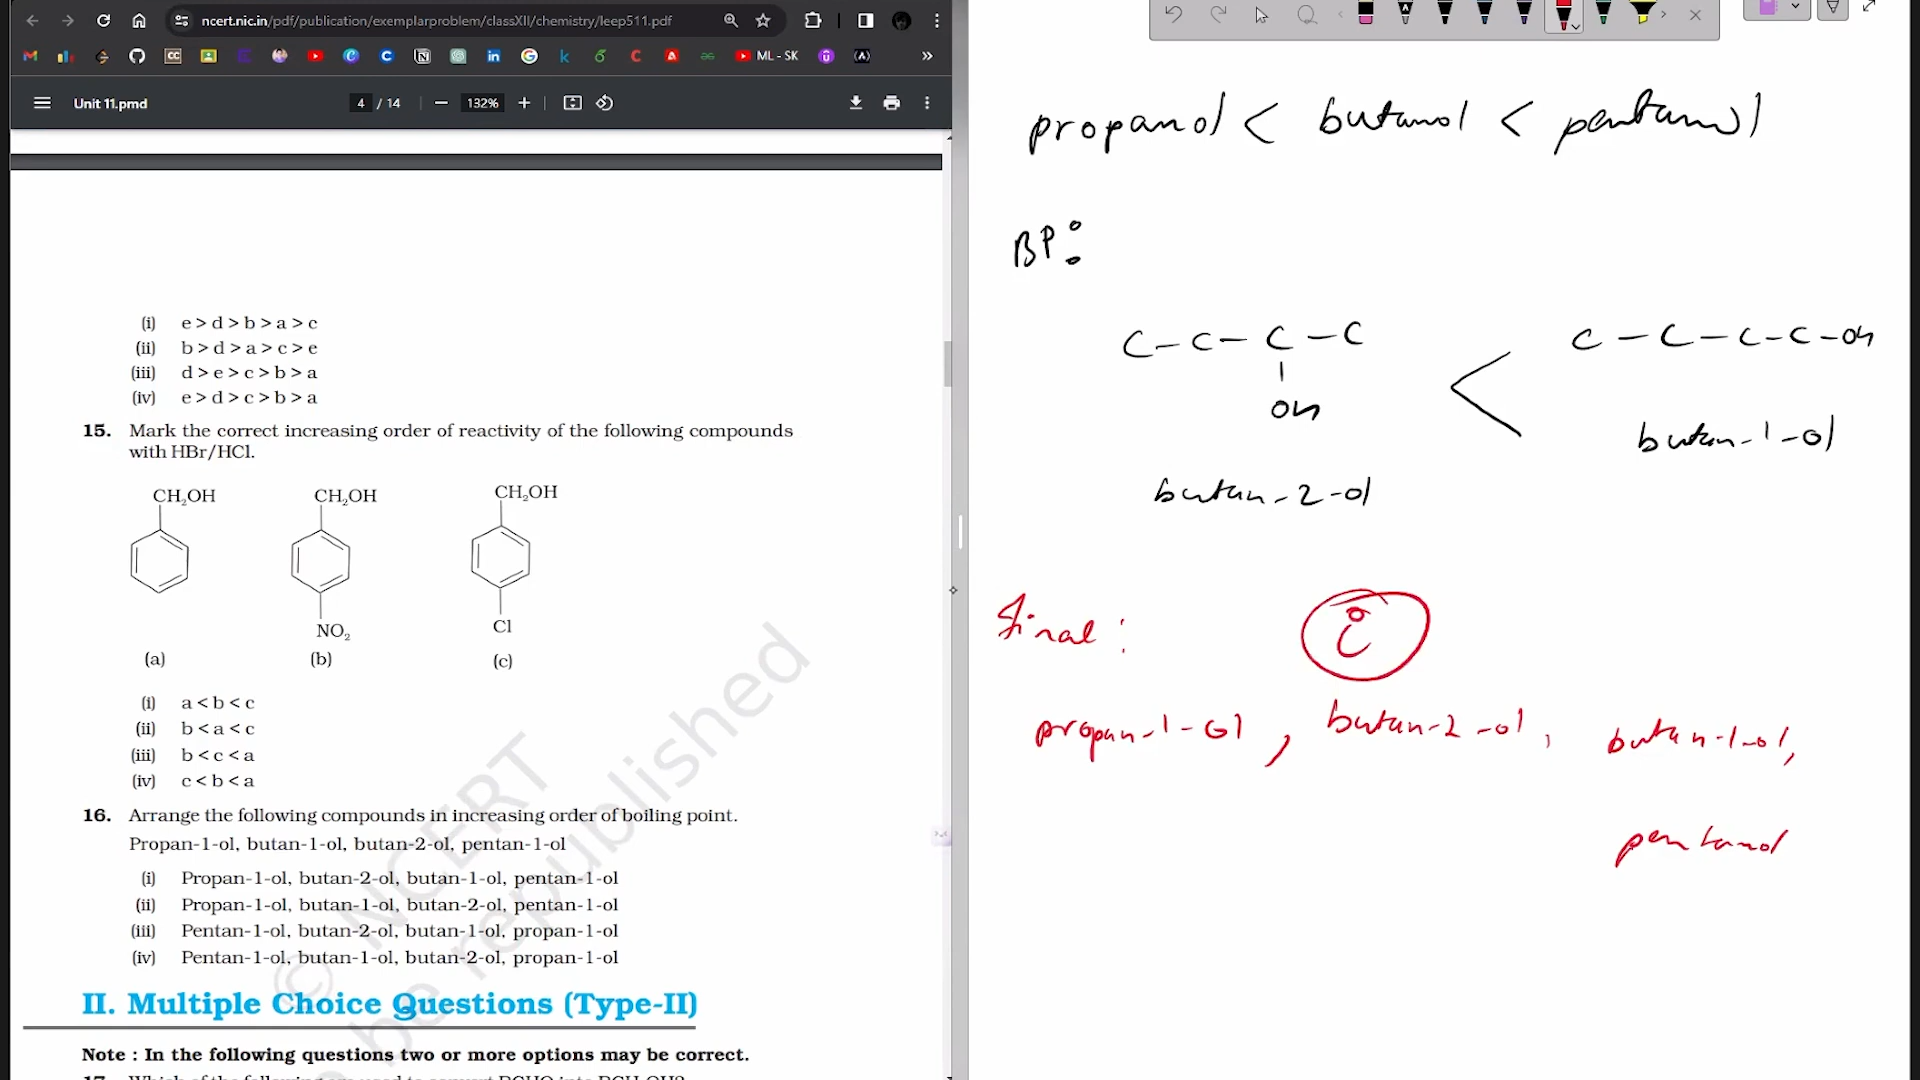 ncert.nic.in/pdf/publication/exemplarproblem/classXII/chemistry/leep511.pdf
ML - SK
Unit 11.pmd
4 / 14
132%
(i) e > d > b > a > c
(ii) b > d > a > c > e
(iii) d > e > c > b > a
(iv) e > d > c > b > a
15. Mark the correct increasing order of reactivity of the following compounds
with HBr/HCl.
CH₂OH CH₂OH CH₂OH
NO₂ Cl
(a) (b) (c)
(i) a < b < c
(ii) b < a < c
(iii) b < c < a
(iv) c < b < a
16. Arrange the following compounds in increasing order of boiling point.
Propan-1-ol, butan-1-ol, butan-2-ol, pentan-1-ol
(i) Propan-1-ol, butan-2-ol, butan-1-ol, pentan-1-ol
(ii) Propan-1-ol, butan-1-ol, butan-2-ol, pentan-1-ol
(iii) Pentan-1-ol, butan-2-ol, butan-1-ol, propan-1-ol
(iv) Pentan-1-ol, butan-1-ol, butan-2-ol, propan-1-ol
II. Multiple Choice Questions (Type-II)
Note : In the following questions two or more options may be correct.
© NCERT
be republished
propanol < butanol < pentanol
BP:
C - C - C - C < C - C - C - C - OH
OH
butan-2-ol butan-1-ol
final: i
propan-1-ol, butan-2-ol, butan-1-ol,
pentanol